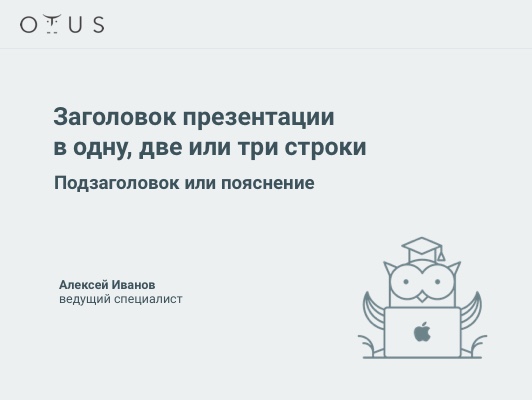 OTUS
Заголовок презентации
в одну, две или три строки
Подзаголовок или пояснение
Алексей Иванов
ведущий специалист